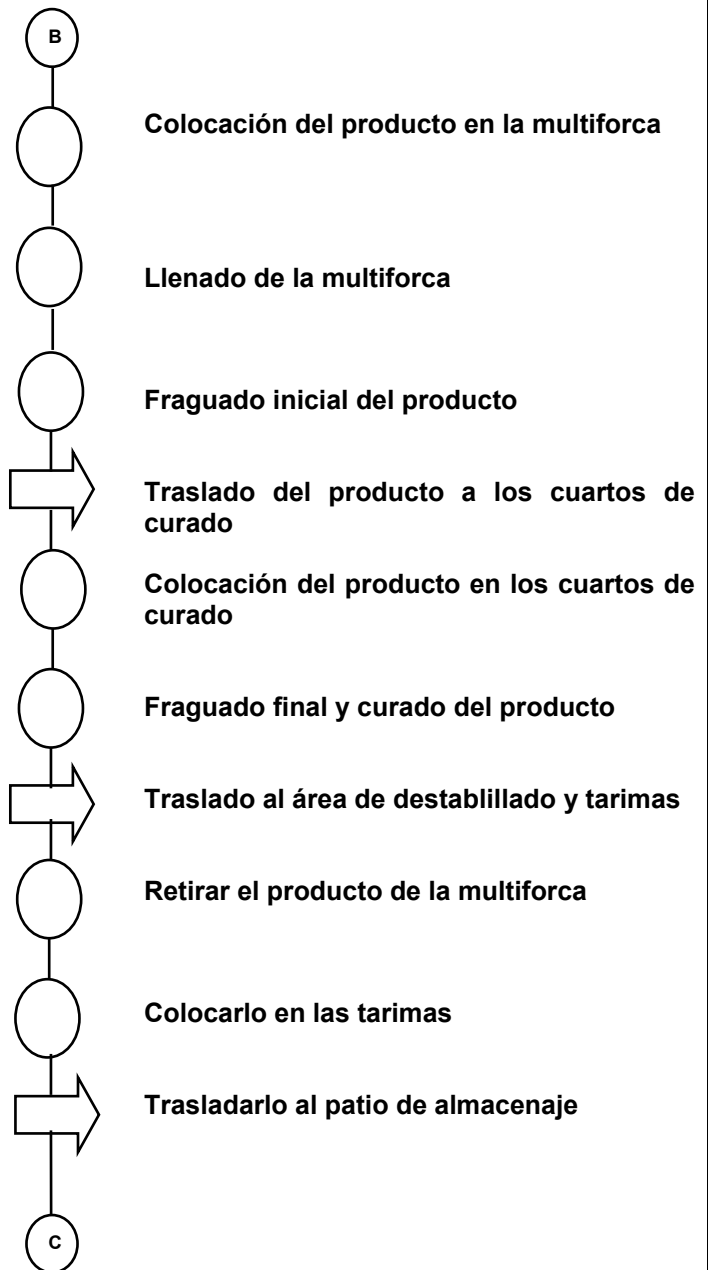 B
Colocación del producto en la multiforca
Llenado de la multiforca
Fraguado inicial del producto
Traslado del producto a los cuartos de
curado
Colocación del producto en los cuartos de
curado
Fraguado final y curado del producto
Traslado al área de destablillado y tarimas
Retirar el producto de la multiforca
Colocarlo en las tarimas
Trasladarlo al patio de almacenaje
C